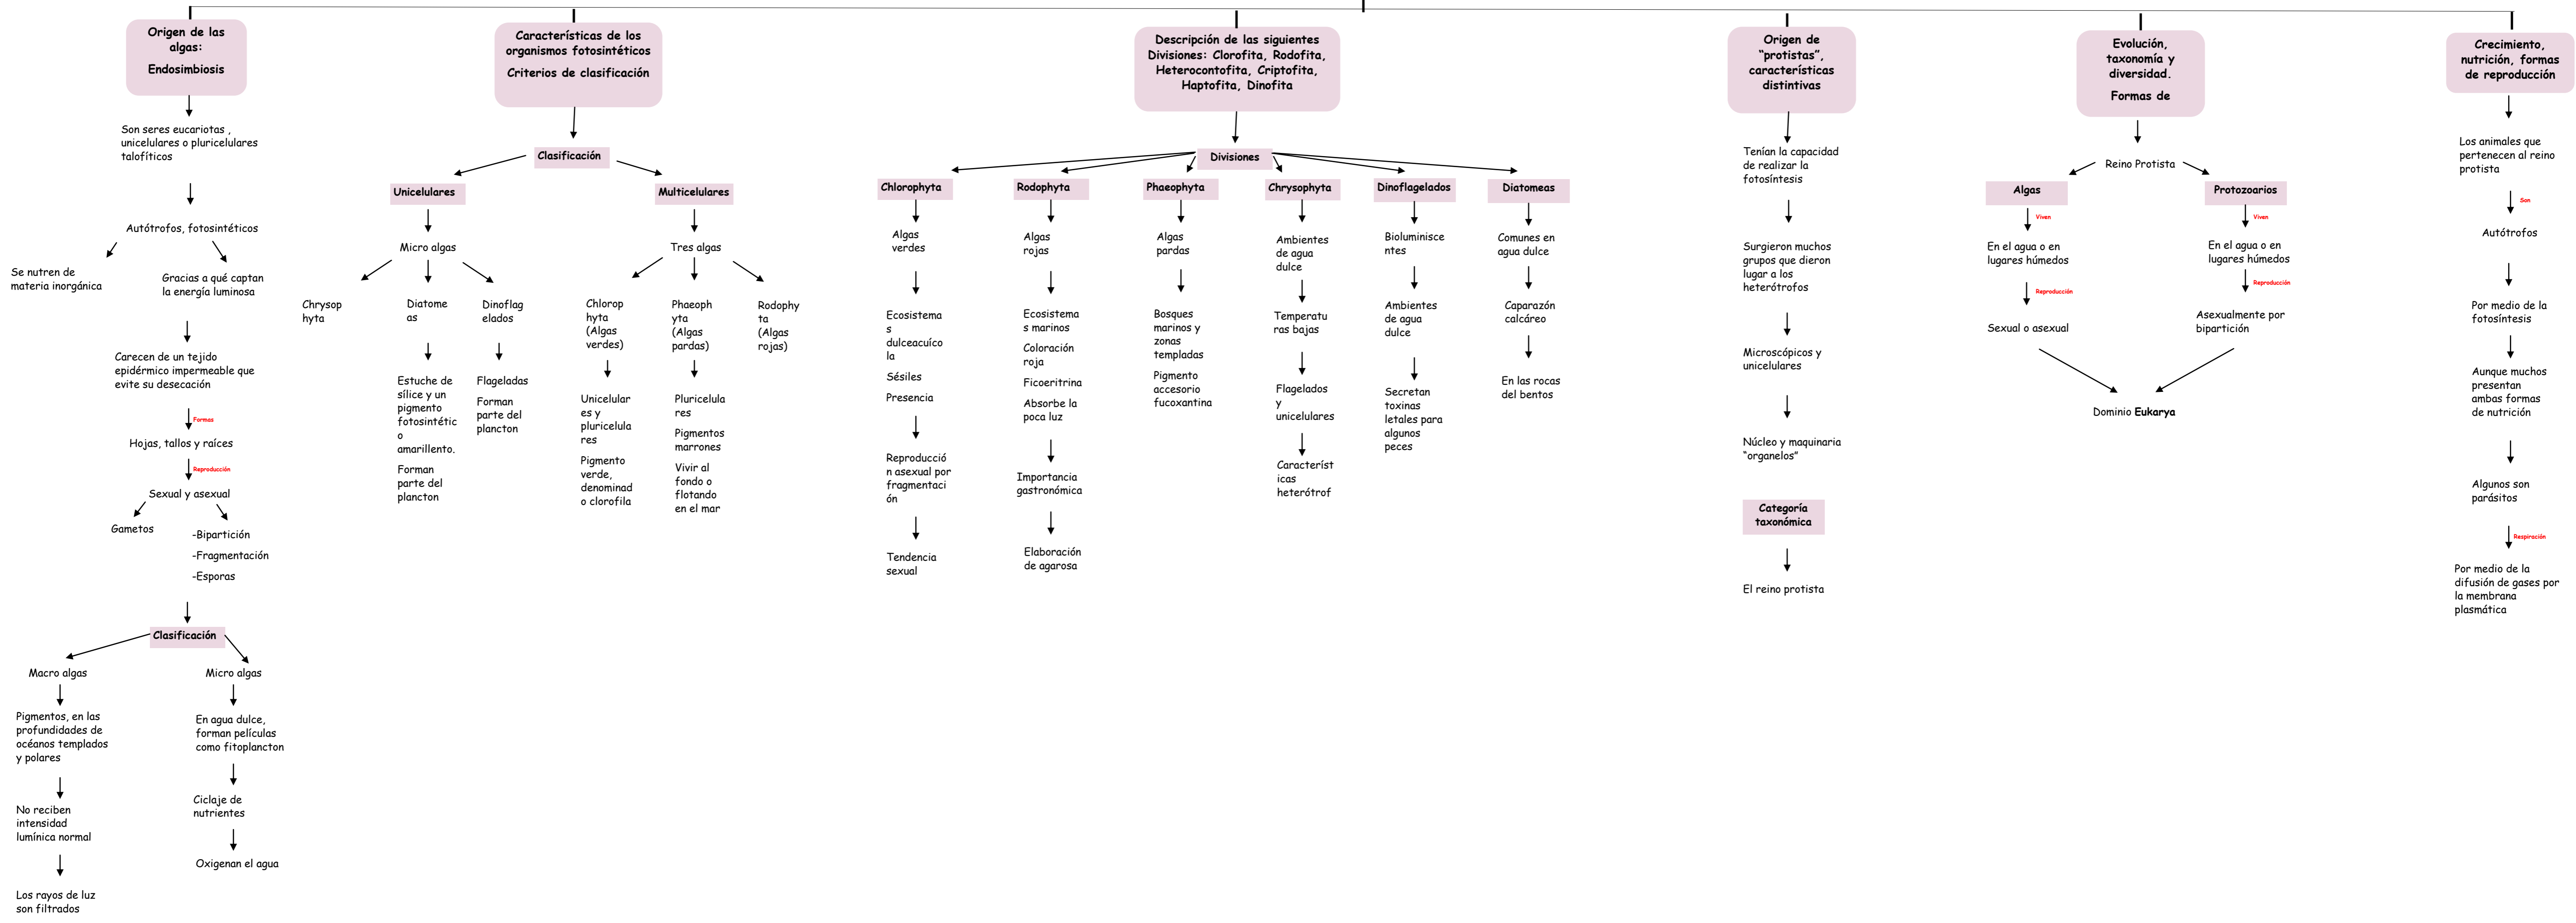 Origen de las
algas:
Endosimbiosis
Son seres eucariotas ,
unicelulares o pluricelulares
talofíticos
Autótrofos, fotosintéticos
Se nutren de
materia inorgánica
Gracias a qué captan
la energía luminosa
Carecen de un tejido
epidérmico impermeable que
evite su desecación
Formas
Hojas, tallos y raíces
Reproducción
Sexual y asexual
Gametos
-Bipartición
-Fragmentación
-Esporas
Clasificación
Macro algas
Pigmentos, en las
profundidades de
océanos templados
y polares
No reciben
intensidad
lumínica normal
Los rayos de luz
son filtrados
Micro algas
En agua dulce,
forman películas
como fitoplancton
Ciclaje de
nutrientes
Oxigenan el agua
Características de los
organismos fotosintéticos
Criterios de clasificación
Clasificación
Unicelulares
Micro algas
Chrysop
hyta
Diatome
as
Estuche de
sílice y un
pigmento
fotosintétic
o
amarillento.
Forman
parte del
plancton
Dinoflag
elados
Flageladas
Forman
parte del
plancton
Multicelulares
Tres algas
Chlorop
hyta
(Algas
verdes)
Unicelular
es y
pluricelula
res
Pigmento
verde,
denominad
o clorofila
Phaeoph
yta
(Algas
pardas)
Pluricelula
res
Pigmentos
marrones
Vivir al
fondo o
flotando
en el mar
Rodophy
ta
(Algas
rojas)
Descripción de las siguientes
Divisiones: Clorofita, Rodofita,
Heterocontofita, Criptofita,
Haptofita, Dinofita
Divisiones
Chlorophyta
Algas
verdes
Ecosistema
s
dulceacuíco
la
Sésiles
Presencia
Reproducció
n asexual por
fragmentaci
ón
Tendencia
sexual
Rodophyta
Algas
rojas
Ecosistema
s marinos
Coloración
roja
Ficoeritrina
Absorbe la
poca luz
Importancia
gastronómica
Elaboración
de agarosa
Phaeophyta
Algas
pardas
Bosques
marinos y
zonas
templadas
Pigmento
accesorio
fucoxantina
Chrysophyta
Ambientes
de agua
dulce
Temperatu
ras bajas
Flagelados
y
unicelulares
Característ
icas
heterótrof
Dinoflagelados
Bioluminisce
ntes
Ambientes
de agua
dulce
Secretan
toxinas
letales para
algunos
peces
Diatomeas
Comunes en
agua dulce
Caparazón
calcáreo
En las rocas
del bentos
Origen de
“protistas”,
características
distintivas
Tenían la capacidad
de realizar la
fotosíntesis
Surgieron muchos
grupos que dieron
lugar a los
heterótrofos
Microscópicos y
unicelulares
Núcleo y maquinaria
“organelos”
Categoría
taxonómica
El reino protista
Evolución,
taxonomía y
diversidad.
Formas de
Reino Protista
Algas
Viven
En el agua o en
lugares húmedos
Reproducción
Sexual o asexual
Protozoarios
Viven
En el agua o en
lugares húmedos
Reproducción
Asexualmente por
bipartición
Dominio Eukarya
Crecimiento,
nutrición, formas
de reproducción
Los animales que
pertenecen al reino
protista
Son
Autótrofos
Por medio de la
fotosíntesis
Aunque muchos
presentan
ambas formas
de nutrición
Algunos son
parásitos
Respiración
Por medio de la
difusión de gases por
la membrana
plasmática